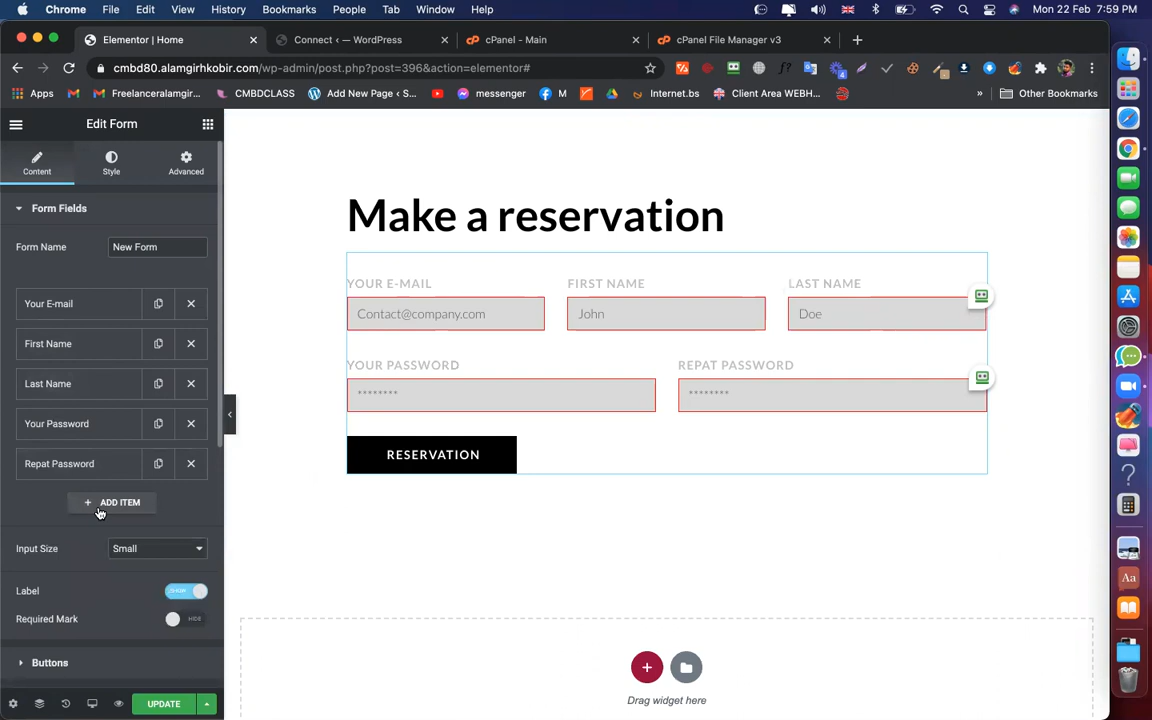 Chrome File Edit View History Bookmarks People Tab Window Help Mon 22 Feb 7:59 PM
Elementor | Home Connect ‹ — WordPress cPanel - Main cPanel File Manager v3
cmbd80.alamgirhkobir.com/wp-admin/post.php?post=396&action=elementor#
Apps Freelanceralamgir... CMBDCLASS Add New Page ‹ S... messenger M Internet.bs Client Area WEBH... » Other Bookmarks
Edit Form
Content Style Advanced
Form Fields
Form Name New Form
Your E-mail
First Name
Last Name
Your Password
Repat Password
+ ADD ITEM
Input Size Small
Label SHOW
Required Mark HIDE
Buttons
UPDATE
Make a reservation
YOUR E-MAIL FIRST NAME LAST NAME
Contact@company.com John Doe
YOUR PASSWORD REPAT PASSWORD
******** ********
RESERVATION
Drag widget here